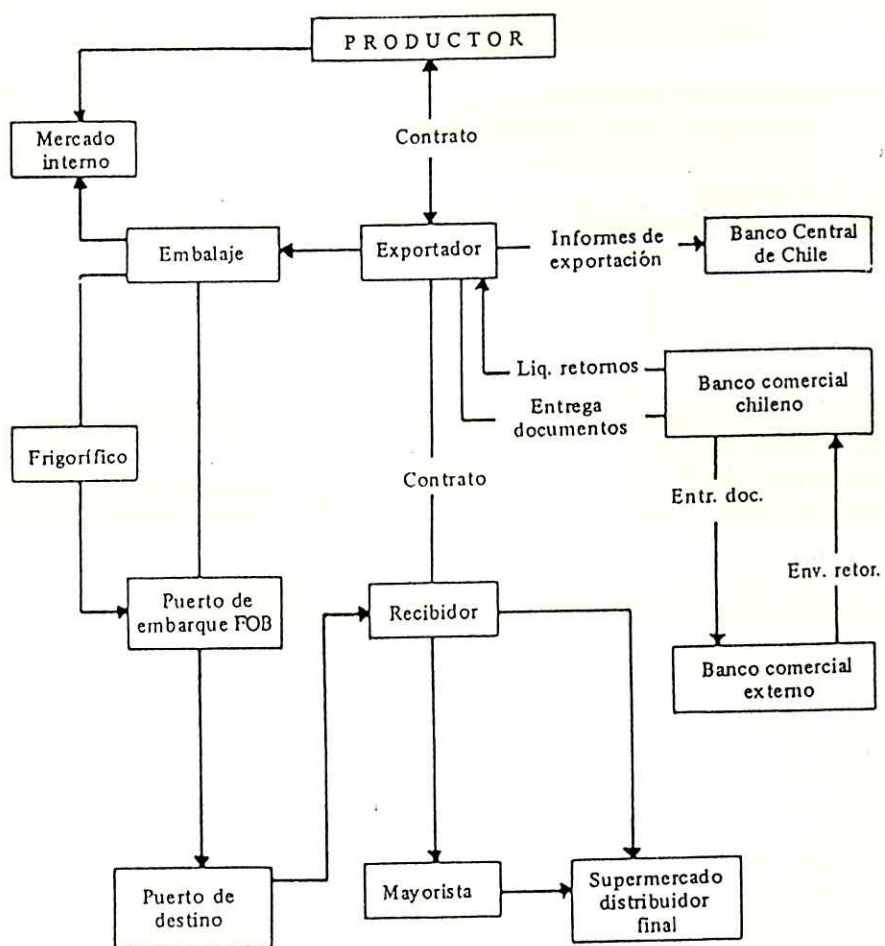 PRODUCTOR
Mercado
interno
Contrato
Embalaje
Exportador
Informes de
exportación
Banco Central
de Chile
Liq. retornos
Entrega
documentos
Banco comercial
chileno
Frigorífico
Contrato
Entr. doc.
Env. retor.
Puerto de
embarque FOB
Recibidor
Banco comercial
externo
Puerto de
destino
Mayorista
Supermercado
distribuidor
final